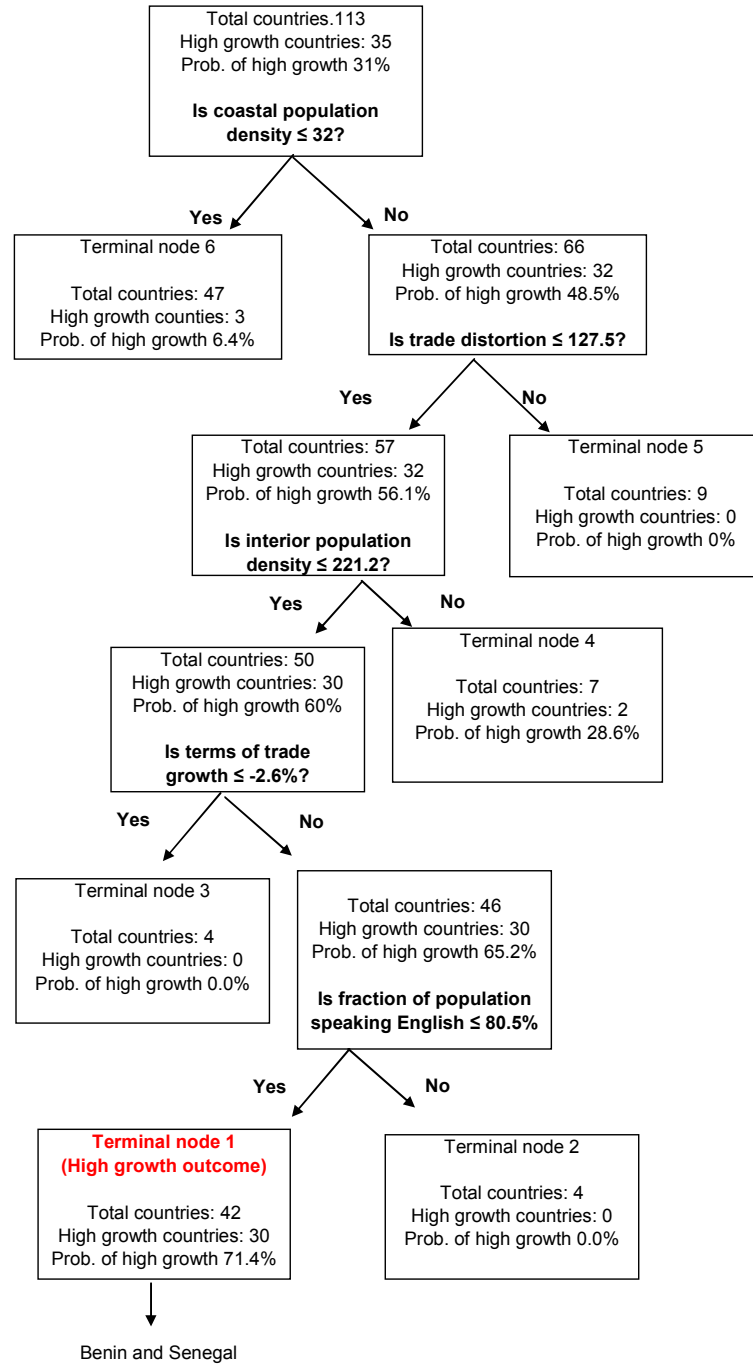 Total countries.113
High growth countries: 35
Prob. of high growth 31%
Is coastal population
density ≤ 32?
Yes
No
Terminal node 6
Total countries: 47
High growth counties: 3
Prob. of high growth 6.4%
Total countries: 66
High growth countries: 32
Prob. of high growth 48.5%
Is trade distortion ≤ 127.5?
Yes
No
Total countries: 57
High growth countries: 32
Prob. of high growth 56.1%
Is interior population
density ≤ 221.2?
Terminal node 5
Total countries: 9
High growth countries: 0
Prob. of high growth 0%
Yes
No
Total countries: 50
High growth countries: 30
Prob. of high growth 60%
Is terms of trade
growth ≤ -2.6%?
Terminal node 4
Total countries: 7
High growth countries: 2
Prob. of high growth 28.6%
Yes
No
Terminal node 3
Total countries: 4
High growth countries: 0
Prob. of high growth 0.0%
Total countries: 46
High growth countries: 30
Prob. of high growth 65.2%
Is fraction of population
speaking English ≤ 80.5%
Yes
No
Terminal node 1
(High growth outcome)
Total countries: 42
High growth countries: 30
Prob. of high growth 71.4%
Terminal node 2
Total countries: 4
High growth countries: 0
Prob. of high growth 0.0%
Benin and Senegal